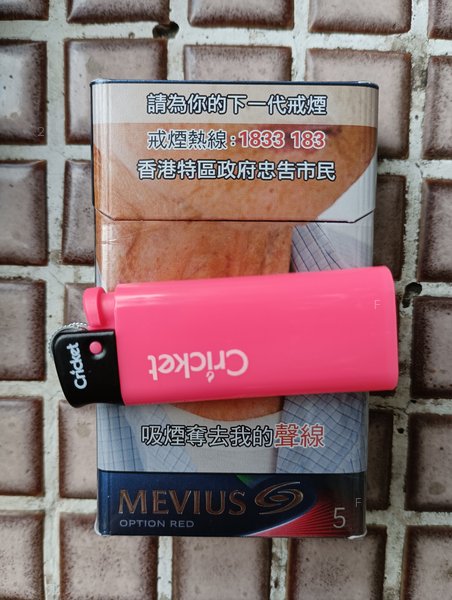 請為你的下一代戒煙
戒煙熱線:1833 183
香港特區政府忠告市民
Cricket
Cricket
吸煙奪去我的聲線
MEVIUS
OPTION RED
5
F
F
2